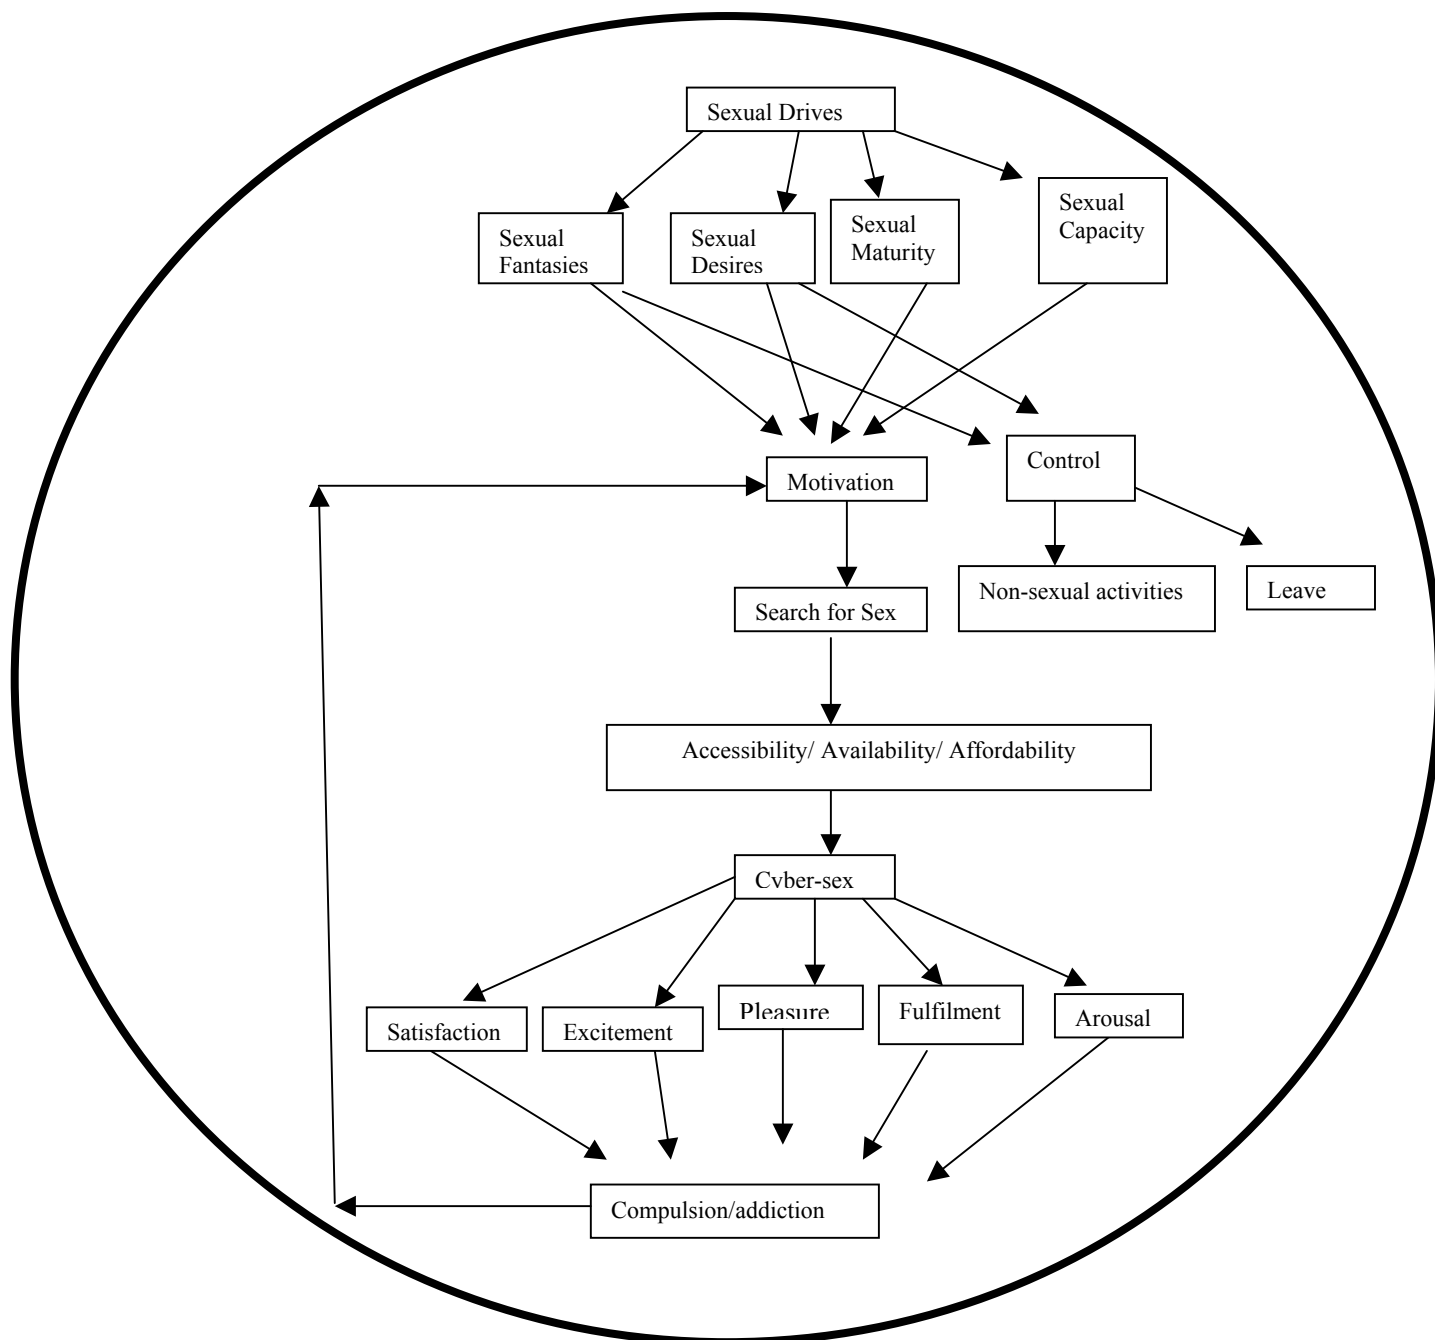 Sexual Drives
Sexual
Fantasies
Sexual
Desires
Sexual
Maturity
Sexual
Capacity
Motivation
Control
Search for Sex
Non-sexual activities
Leave
Accessibility/ Availability/ Affordability
Cyber-sex
Satisfaction
Excitement
Pleasure
Fulfilment
Arousal
Compulsion/addiction